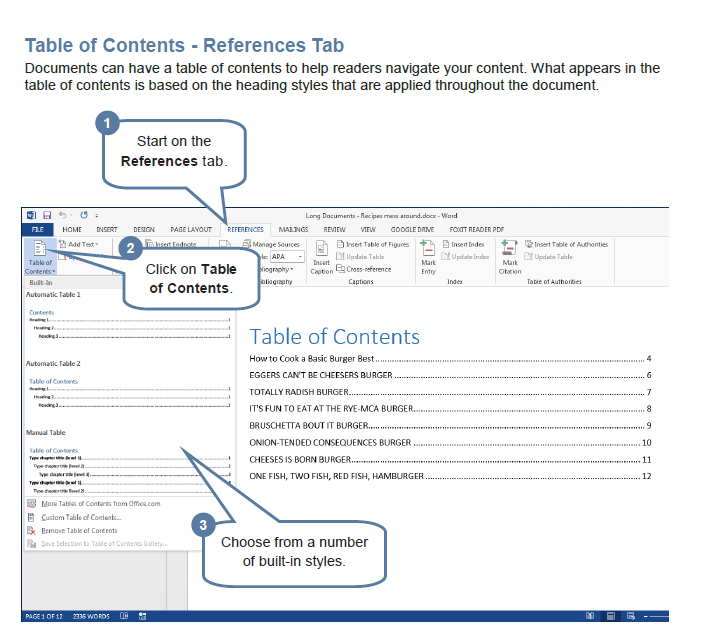 Table of Contents - References Tab
Documents can have a table of contents to help readers navigate your content. What appears in the
table of contents is based on the heading styles that are applied throughout the document.
1
Start on the
References tab.
Long Documents - Recipes mess around.docx - Word
FILE HOME INSERT DESIGN PAGE LAYOUT REFERENCES MAILINGS REVIEW VIEW GOOGLE DRIVE FOXIT READER PDF
Add Text Insert Endnote Manage Sources Insert Table of Figures Insert Index Insert Table of Authorities
APA Update Table Update Index Update Table
Table of Contents
Insert Caption
Cross-reference
Mark Entry
Mark Citation
Captions Index Table of Authorities
2
Click on Table
of Contents.
Built-In
Automatic Table 1
Contents
Heading 1 1
Heading 2 1
Heading 3 1
Automatic Table 2
Table of Contents
Heading 1 1
Heading 2 1
Heading 3 1
Manual Table
Table of Contents
Type chapter title (level 1) 1
Type chapter title (level 2) 2
Type chapter title (level 3) 3
Type chapter title (level 1) 4
Type chapter title (level 2)
More Tables of Contents from Office.com
Custom Table of Contents...
Remove Table of Contents
Save Selection to Table of Contents Gallery...
Table of Contents
How to Cook a Basic Burger Best 4
EGGERS CAN'T BE CHEESERS BURGER 6
TOTALLY RADISH BURGER 7
IT'S FUN TO EAT AT THE RYE-MCA BURGER 8
BRUSCHETTA BOUT IT BURGER 9
ONION-TENDED CONSEQUENCES BURGER 10
CHEESES IS BORN BURGER 11
ONE FISH, TWO FISH, RED FISH, HAMBURGER 12
3
Choose from a number
of built-in styles.
PAGE 1 OF 12 2336 WORDS